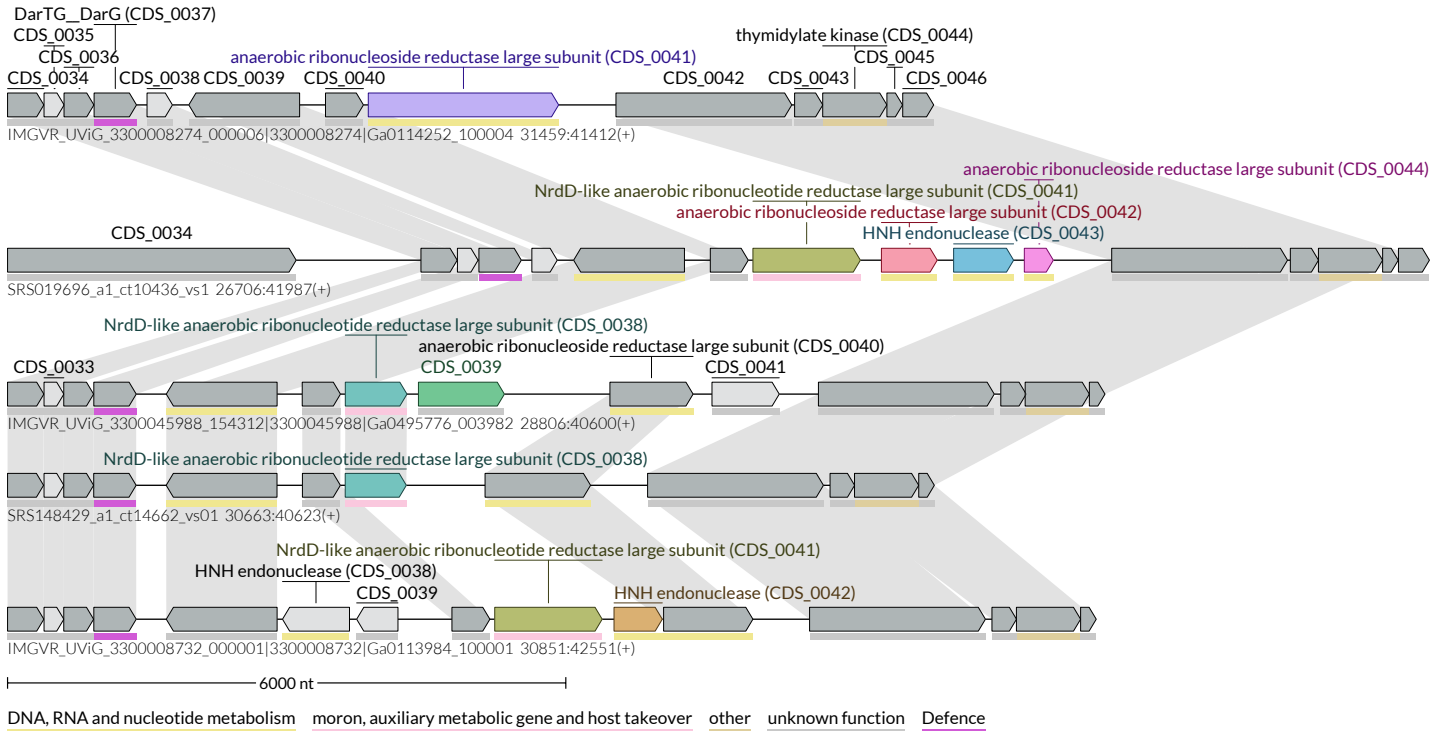 DarTG__DarG (CDS_0037)
CDS_0035
thymidylate kinase (CDS_0044)
CDS_0036
anaerobic ribonucleoside reductase large subunit (CDS_0041)
CDS_0045
CDS_0034 CDS_0038 CDS_0039 CDS_0040 CDS_0042 CDS_0043 CDS_0046
IMGVR_UViG_3300008274_000006|3300008274|Ga0114252_100004 31459:41412(+)
anaerobic ribonucleoside reductase large subunit (CDS_0044)
NrdD-like anaerobic ribonucleotide reductase large subunit (CDS_0041)
anaerobic ribonucleoside reductase large subunit (CDS_0042)
CDS_0034 HNH endonuclease (CDS_0043)
SRS019696_a1_ct10436_vs1 26706:41987(+)
NrdD-like anaerobic ribonucleotide reductase large subunit (CDS_0038)
anaerobic ribonucleoside reductase large subunit (CDS_0040)
CDS_0033 CDS_0039 CDS_0041
IMGVR_UViG_3300045988_154312|3300045988|Ga0495776_003982 28806:40600(+)
NrdD-like anaerobic ribonucleotide reductase large subunit (CDS_0038)
SRS148429_a1_ct14662_vs01 30663:40623(+)
NrdD-like anaerobic ribonucleotide reductase large subunit (CDS_0041)
HNH endonuclease (CDS_0038)
CDS_0039 HNH endonuclease (CDS_0042)
IMGVR_UViG_3300008732_000001|3300008732|Ga0113984_100001 30851:42551(+)
6000 nt
DNA, RNA and nucleotide metabolism moron, auxiliary metabolic gene and host takeover other unknown function Defence